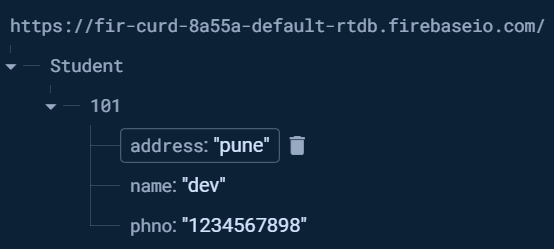 https://fir-curd-8a55a-default-rtdb.firebaseio.com/
Student
101
address: "pune"
name: "dev"
phno: "1234567898"